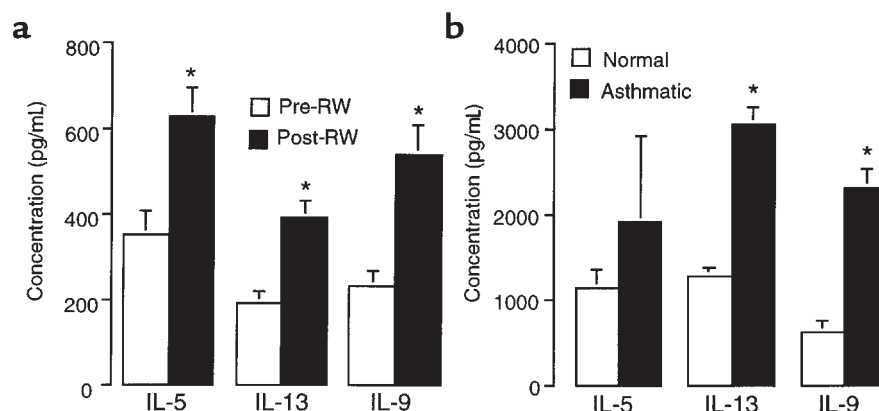 a
Concentration (pg/mL)
800
600
400
200
0
*
*
*
Pre-RW
Post-RW
IL-5
IL-13
IL-9
b
Concentration (pg/mL)
4000
3000
2000
1000
0
Normal
Asthmatic
*
*
IL-5
IL-13
IL-9